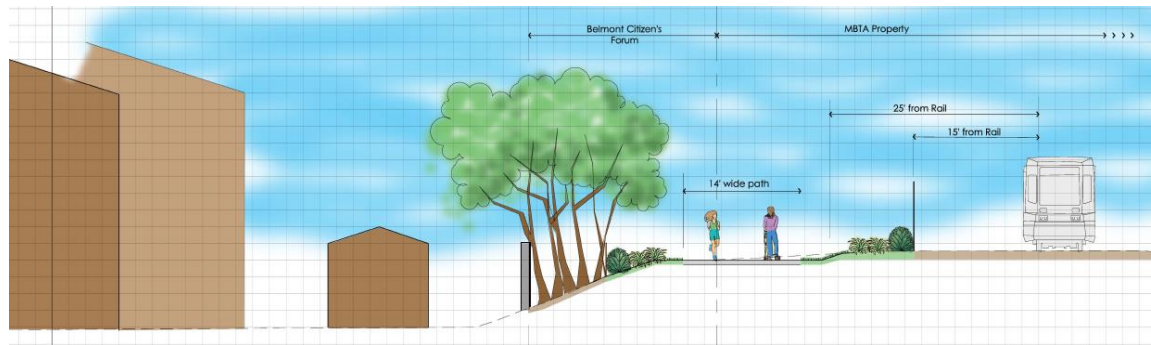 Belmont Citizen's
Forum
MBTA Property
25' from Rail
15' from Rail
14' wide path